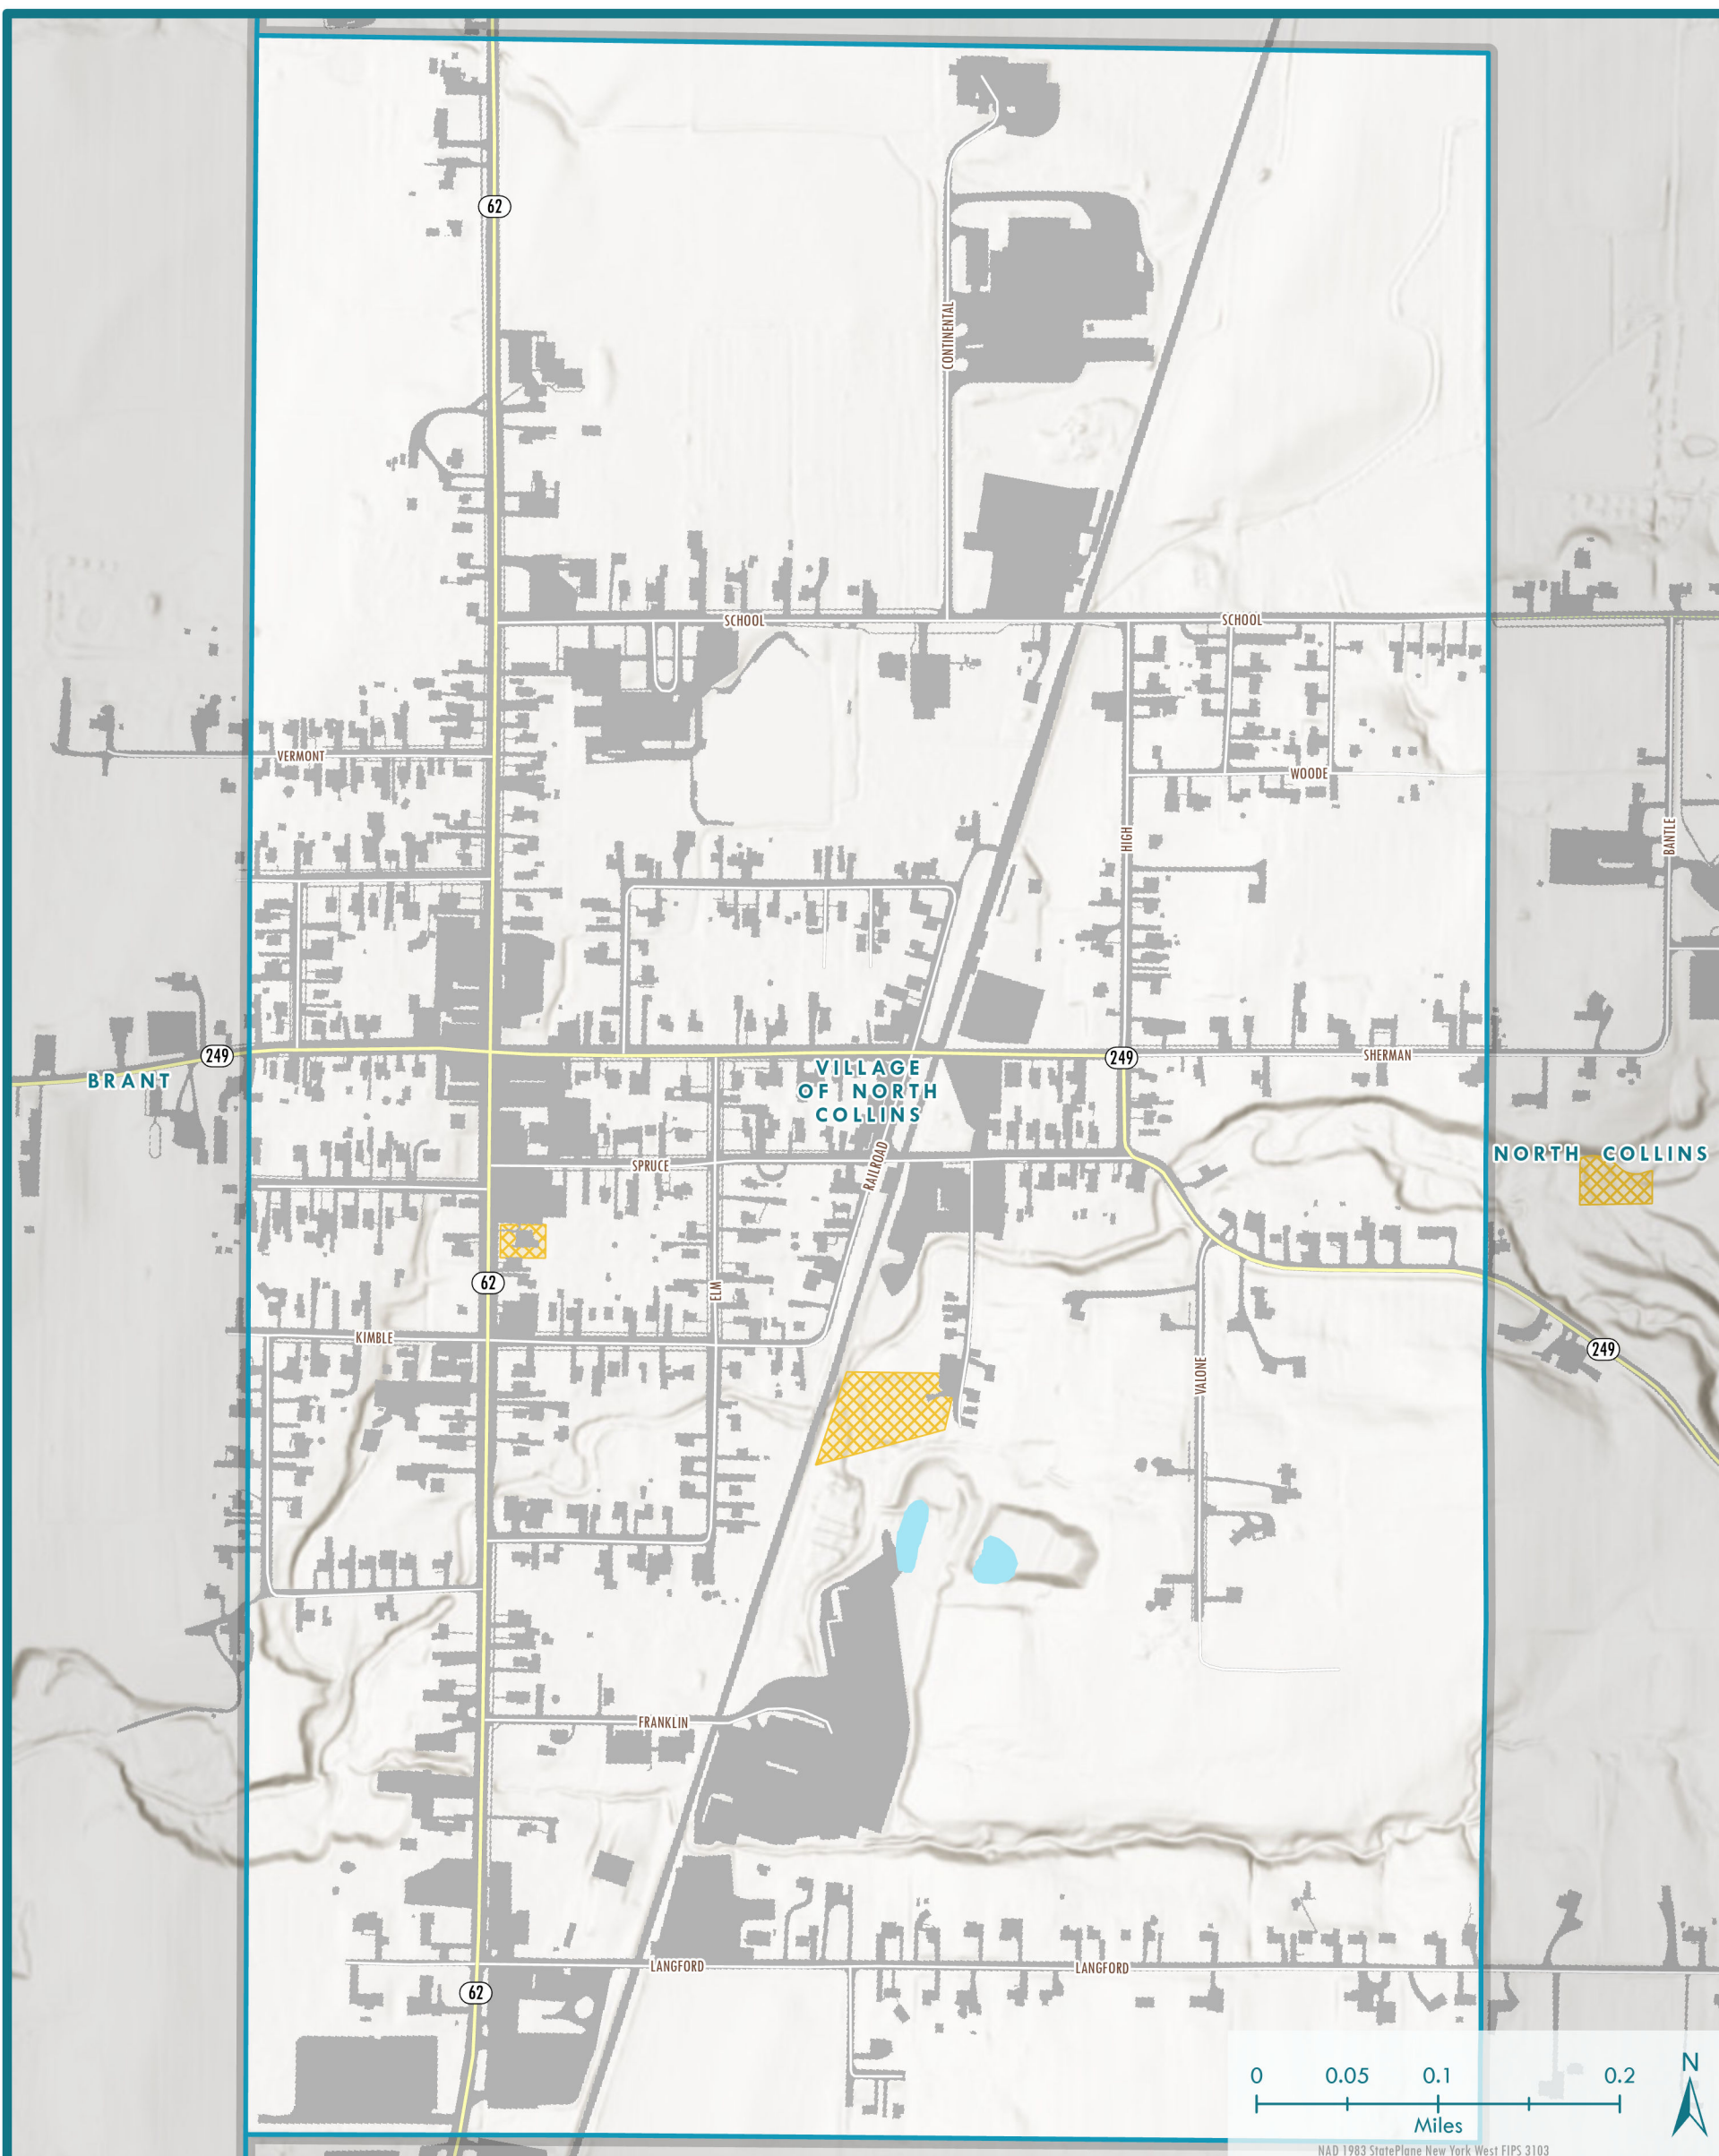 62
CONTINENTAL
SCHOOL
SCHOOL
VERMONT
WOODE
HIGH
BANTLE
249
249
SHERMAN
BRANT
VILLAGE
OF NORTH
COLLINS
NORTH COLLINS
SPRUCE
RAILROAD
62
ELM
KIMBLE
249
VALONE
FRANKLIN
LANGFORD
LANGFORD
62
0 0.05 0.1 0.2
Miles
N
NAD 1983 StatePlane New York West FIPS 3103